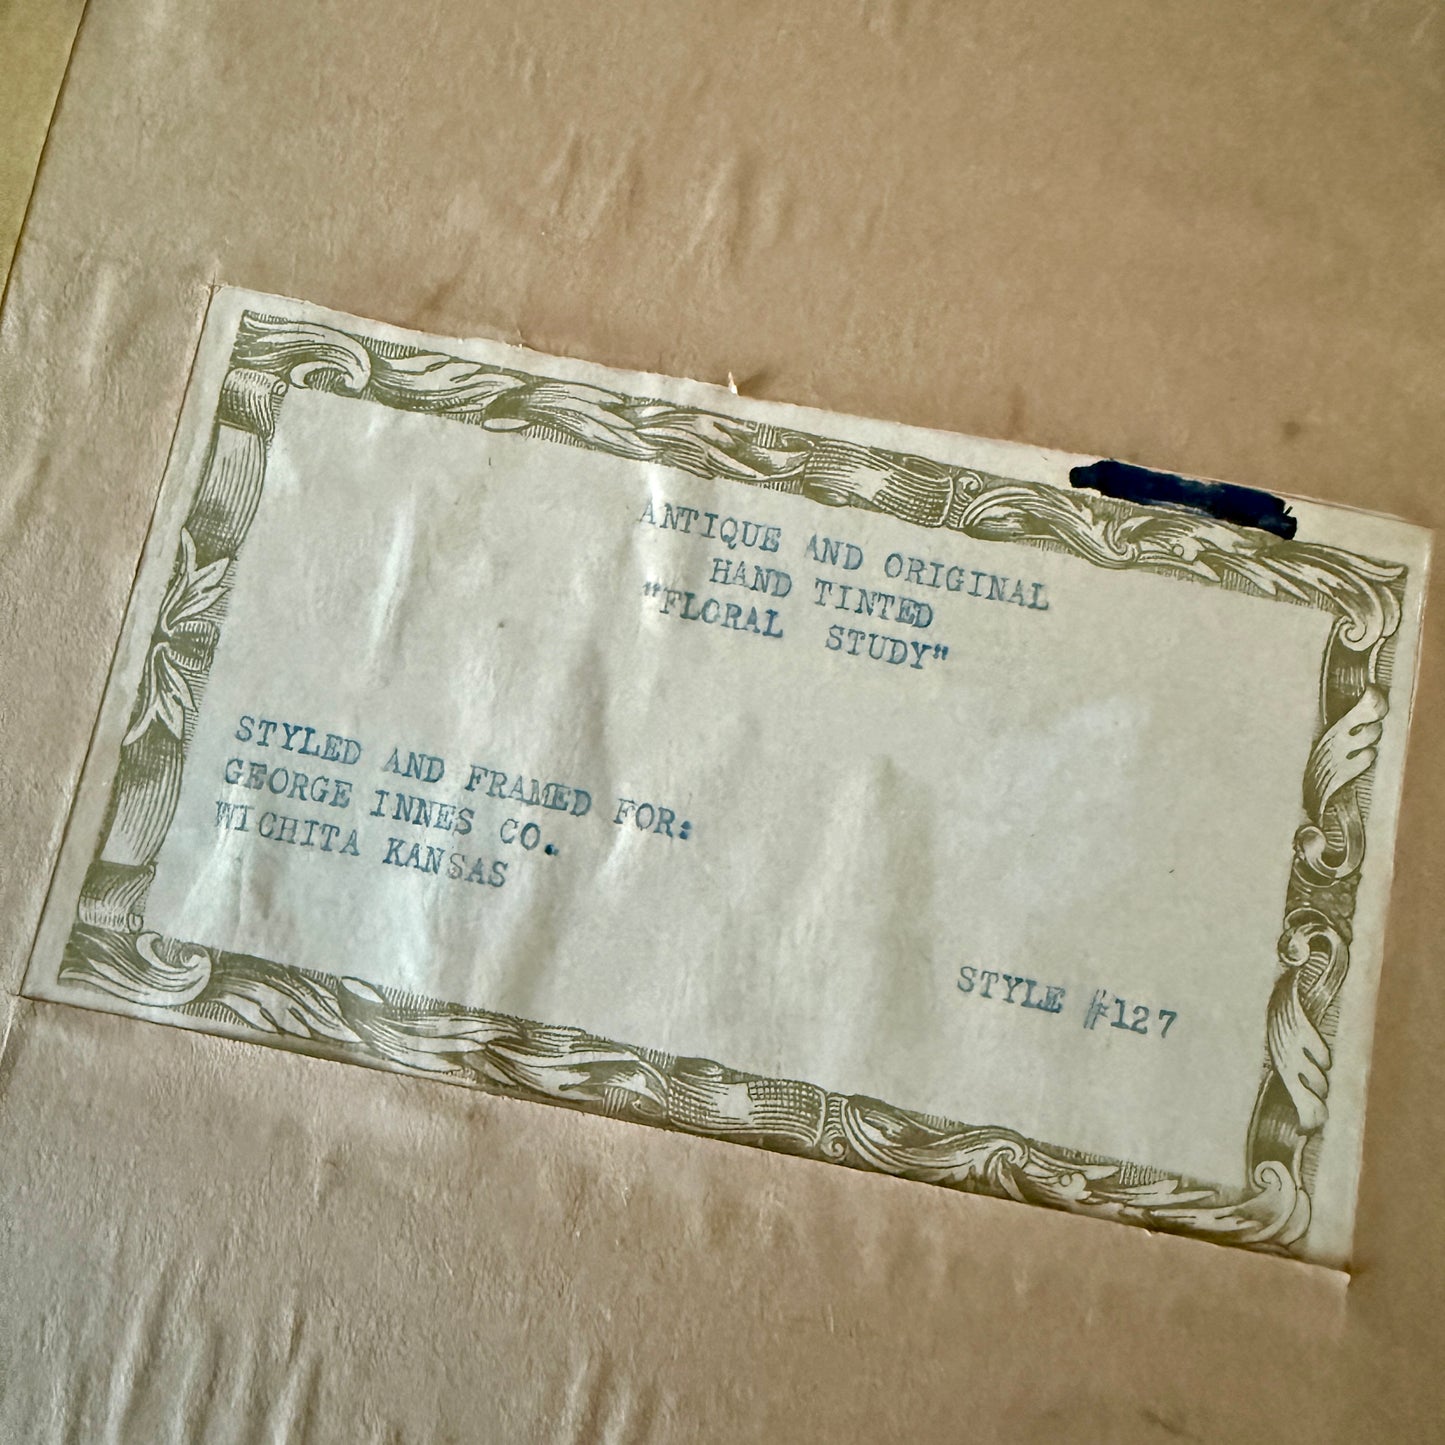 ANTIQUE AND ORIGINAL
HAND TINTED
"FLORAL STUDY"
STYLED AND FRAMED FOR:
GEORGE INNES CO.
WICHITA KANSAS
STYLE #127